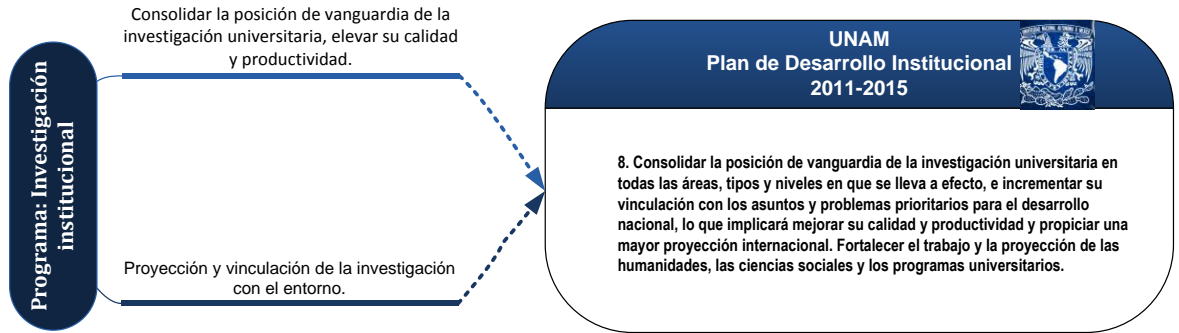 Programa: Investigación
institucional
Consolidar la posición de vanguardia de la
investigación universitaria, elevar su calidad
y productividad.
Proyección y vinculación de la investigación
con el entorno.
UNAM
Plan de Desarrollo Institucional
2011-2015
8. Consolidar la posición de vanguardia de la investigación universitaria en
todas las áreas, tipos y niveles en que se lleva a efecto, e incrementar su
vinculación con los asuntos y problemas prioritarios para el desarrollo
nacional, lo que implicará mejorar su calidad y productividad y propiciar una
mayor proyección internacional. Fortalecer el trabajo y la proyección de las
humanidades, las ciencias sociales y los programas universitarios.